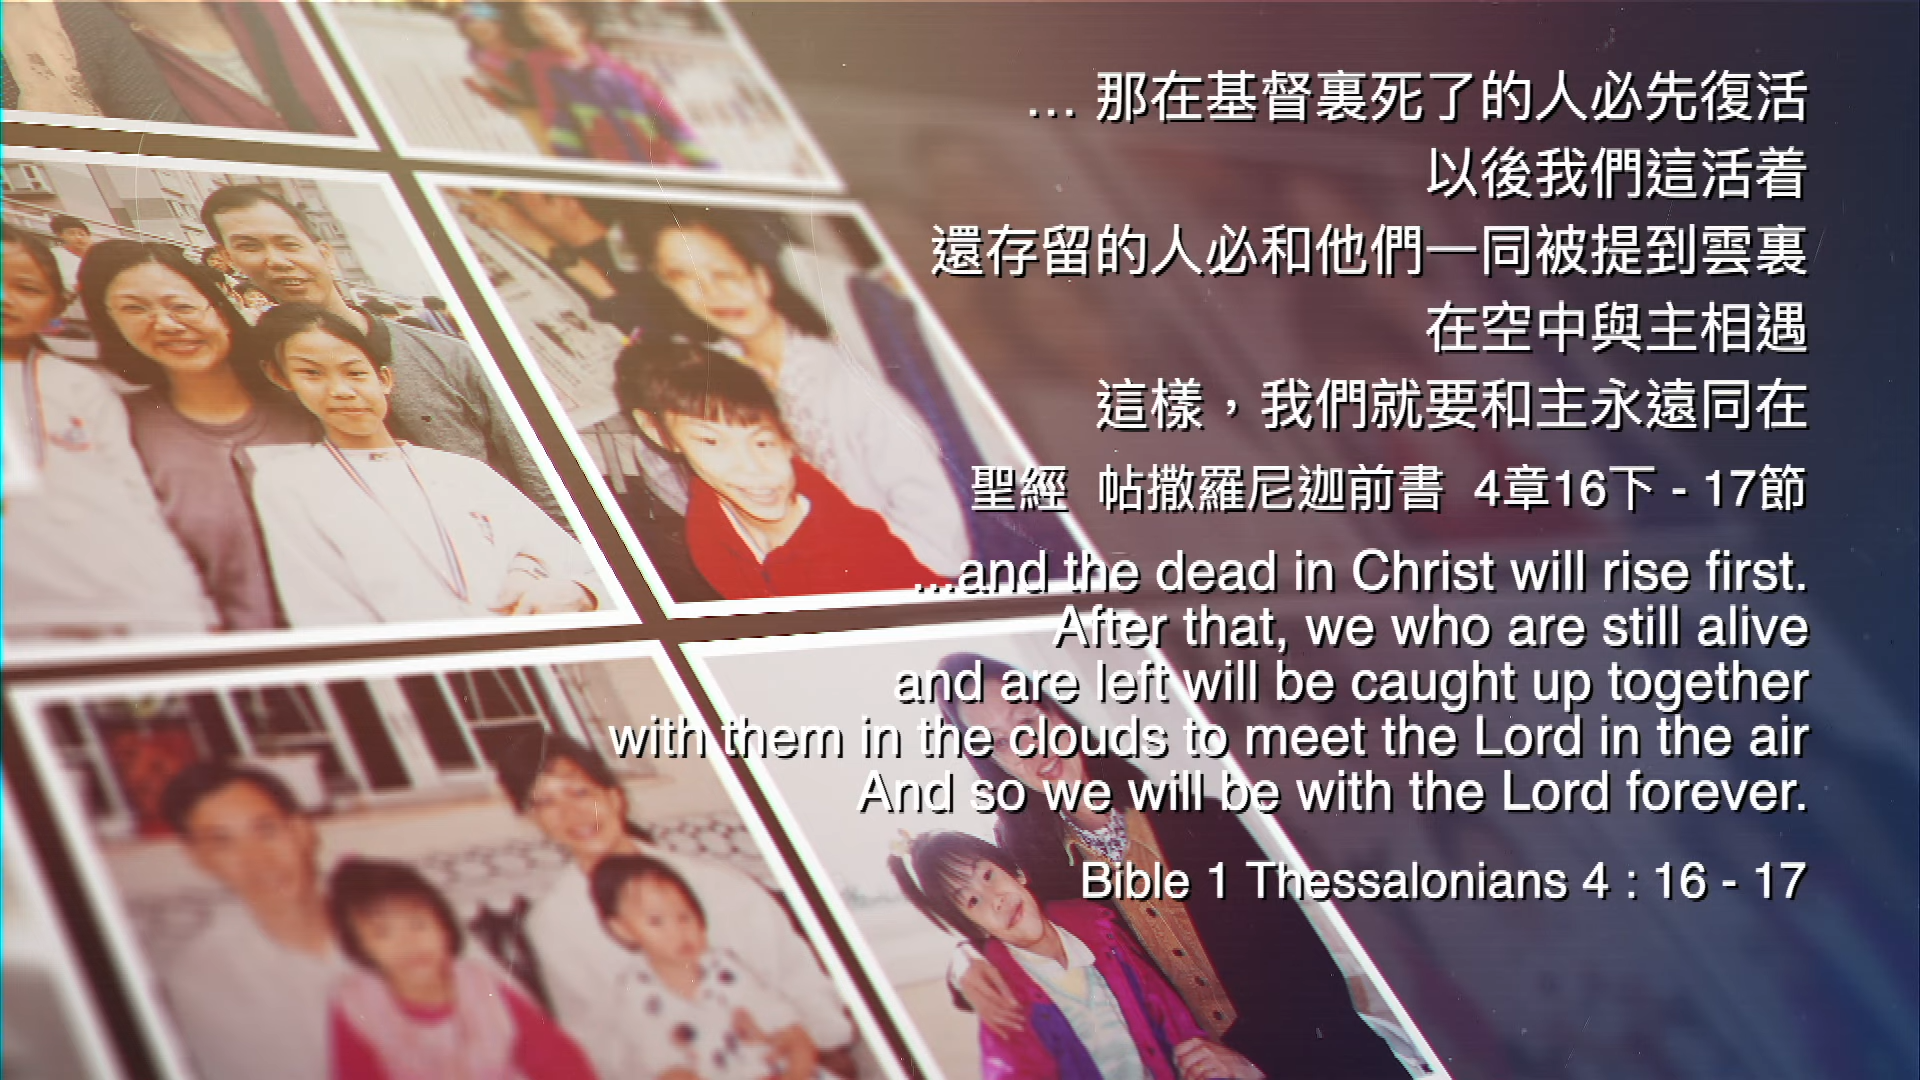 … 那在基督裏死了的人必先復活
以後我們這活着
還存留的人必和他們一同被提到雲裏
在空中與主相遇
這樣，我們就要和主永遠同在
聖經 帖撒羅尼迦前書 4章16下 - 17節
...and the dead in Christ will rise first.
After that, we who are still alive
and are left will be caught up together
with them in the clouds to meet the Lord in the air
And so we will be with the Lord forever.
Bible 1 Thessalonians 4 : 16 - 17